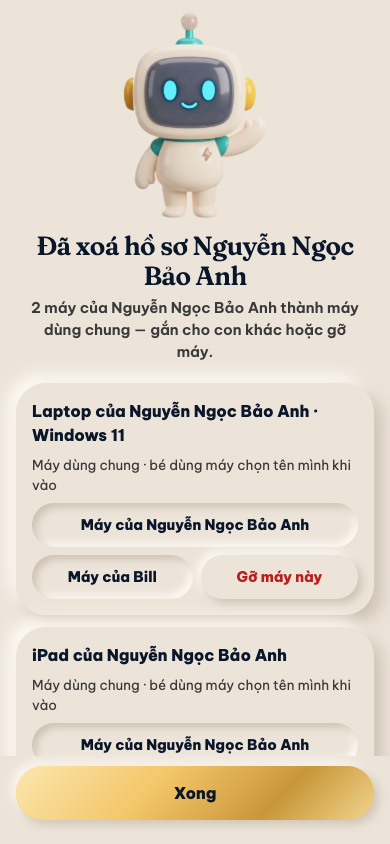 Đã xoá hồ sơ Nguyễn Ngọc
Bảo Anh
2 máy của Nguyễn Ngọc Bảo Anh thành máy
dùng chung — gắn cho con khác hoặc gỡ
máy.
Laptop của Nguyễn Ngọc Bảo Anh ·
Windows 11
Máy dùng chung · bé dùng máy chọn tên mình khi
vào
Máy của Nguyễn Ngọc Bảo Anh
Máy của Bill
Gỡ máy này
iPad của Nguyễn Ngọc Bảo Anh
Máy dùng chung · bé dùng máy chọn tên mình khi
vào
Máy của Nguyễn Ngọc Bảo Anh
Xong